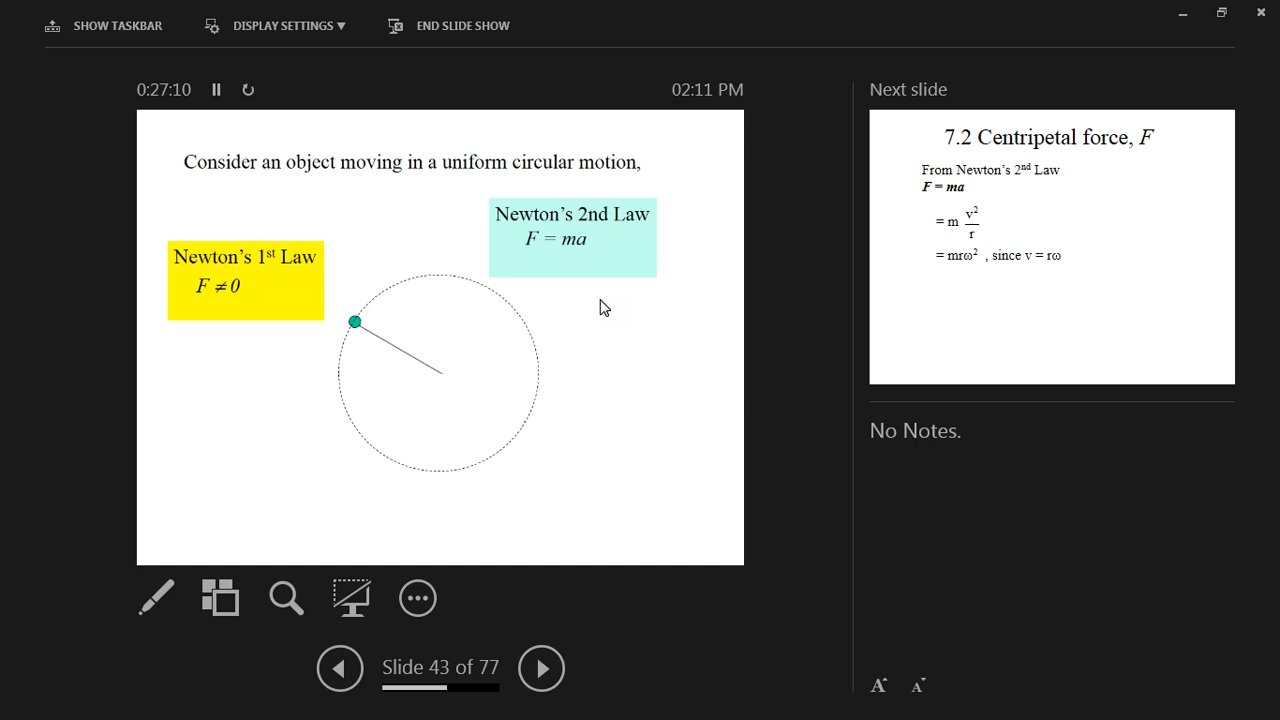 SHOW TASKBAR
DISPLAY SETTINGS ▼
END SLIDE SHOW
0:27:10
02:11 PM
Consider an object moving in a uniform circular motion,
Newton's 2nd Law
F = ma
Newton's 1st Law
F ≠ 0
Slide 43 of 77
Next slide
7.2 Centripetal force, F
From Newton's 2nd Law
F = ma
= m v²
r
= mrω² , since v = rω
No Notes.
A A